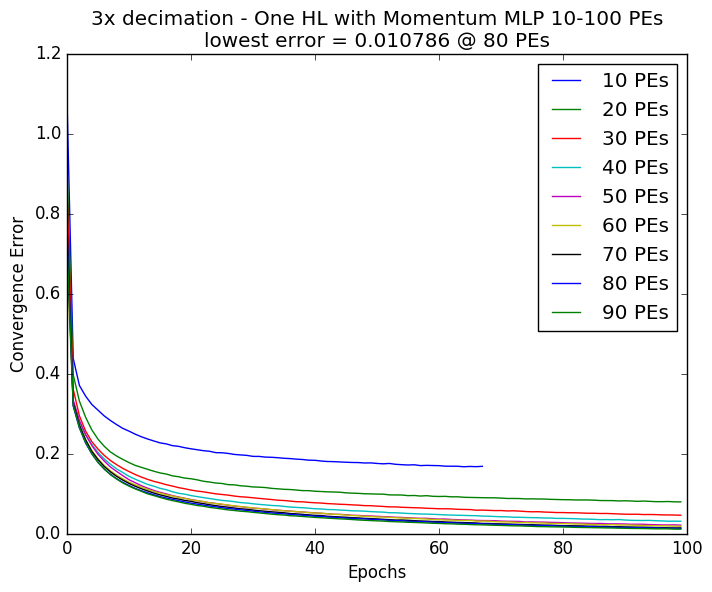 3x decimation - One HL with Momentum MLP 10-100 PEs
lowest error = 0.010786 @ 80 PEs
1.2
1.0
0.8
0.6
0.4
0.2
0.0
Convergence Error
10 PEs
20 PEs
30 PEs
40 PEs
50 PEs
60 PEs
70 PEs
80 PEs
90 PEs
0
20
40
60
80
100
Epochs